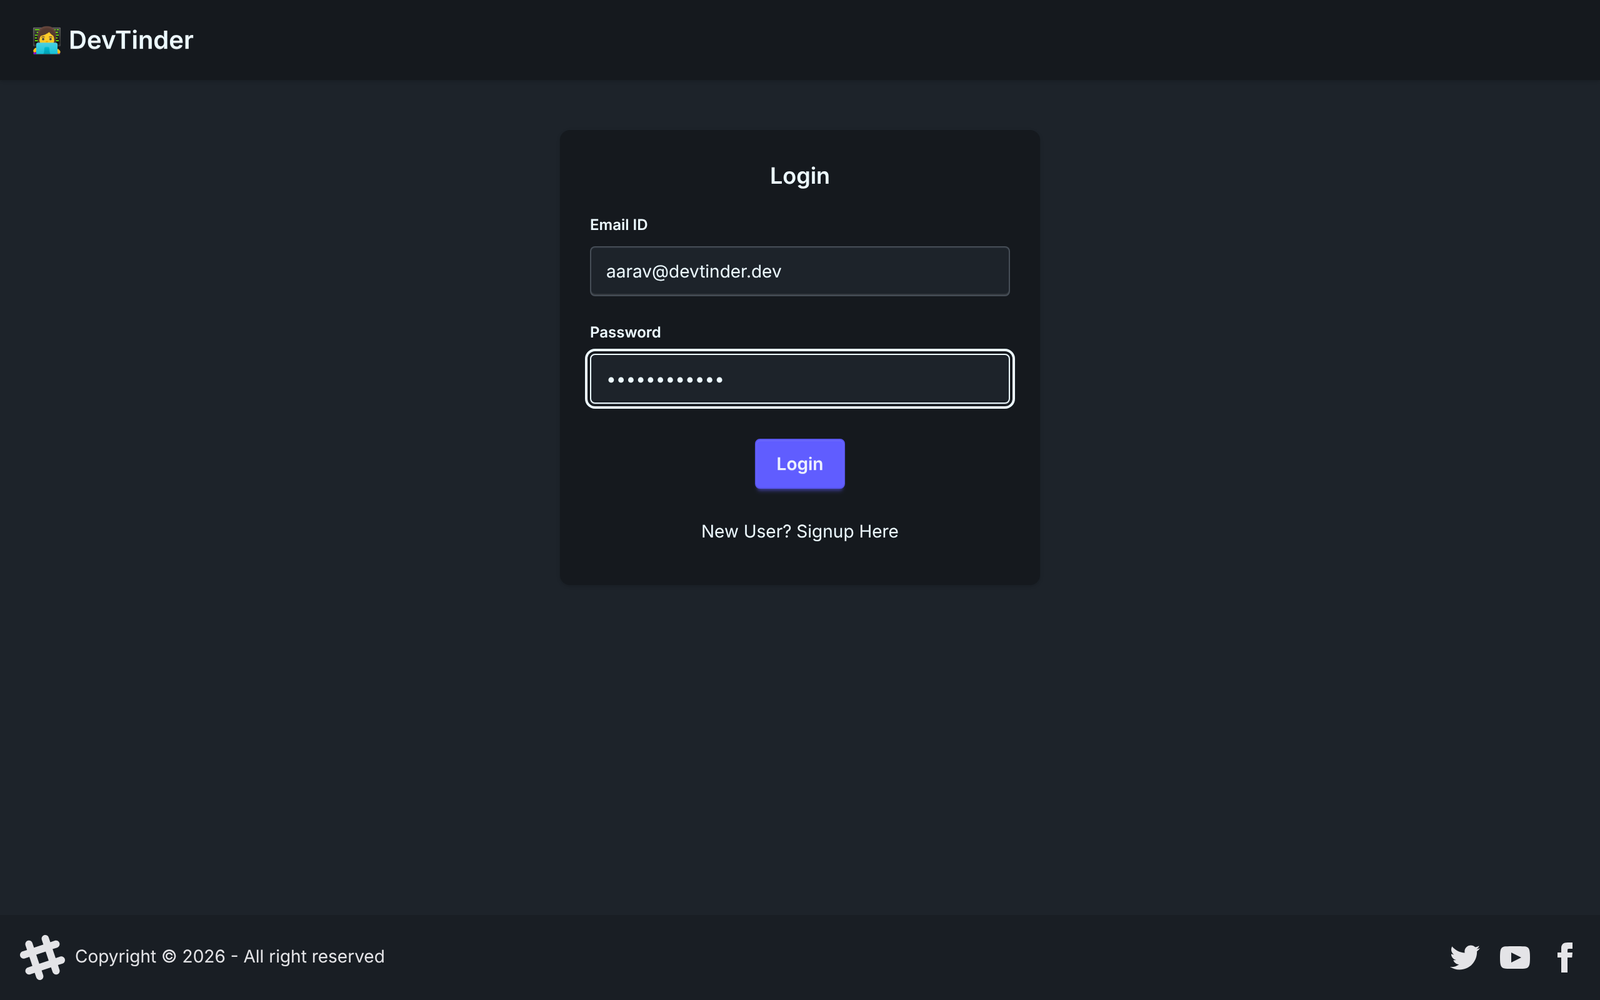 DevTinder
Login
Email ID
aarav@devtinder.dev
Password
••••••••••••
Login
New User? Signup Here
Copyright © 2026 - All right reserved